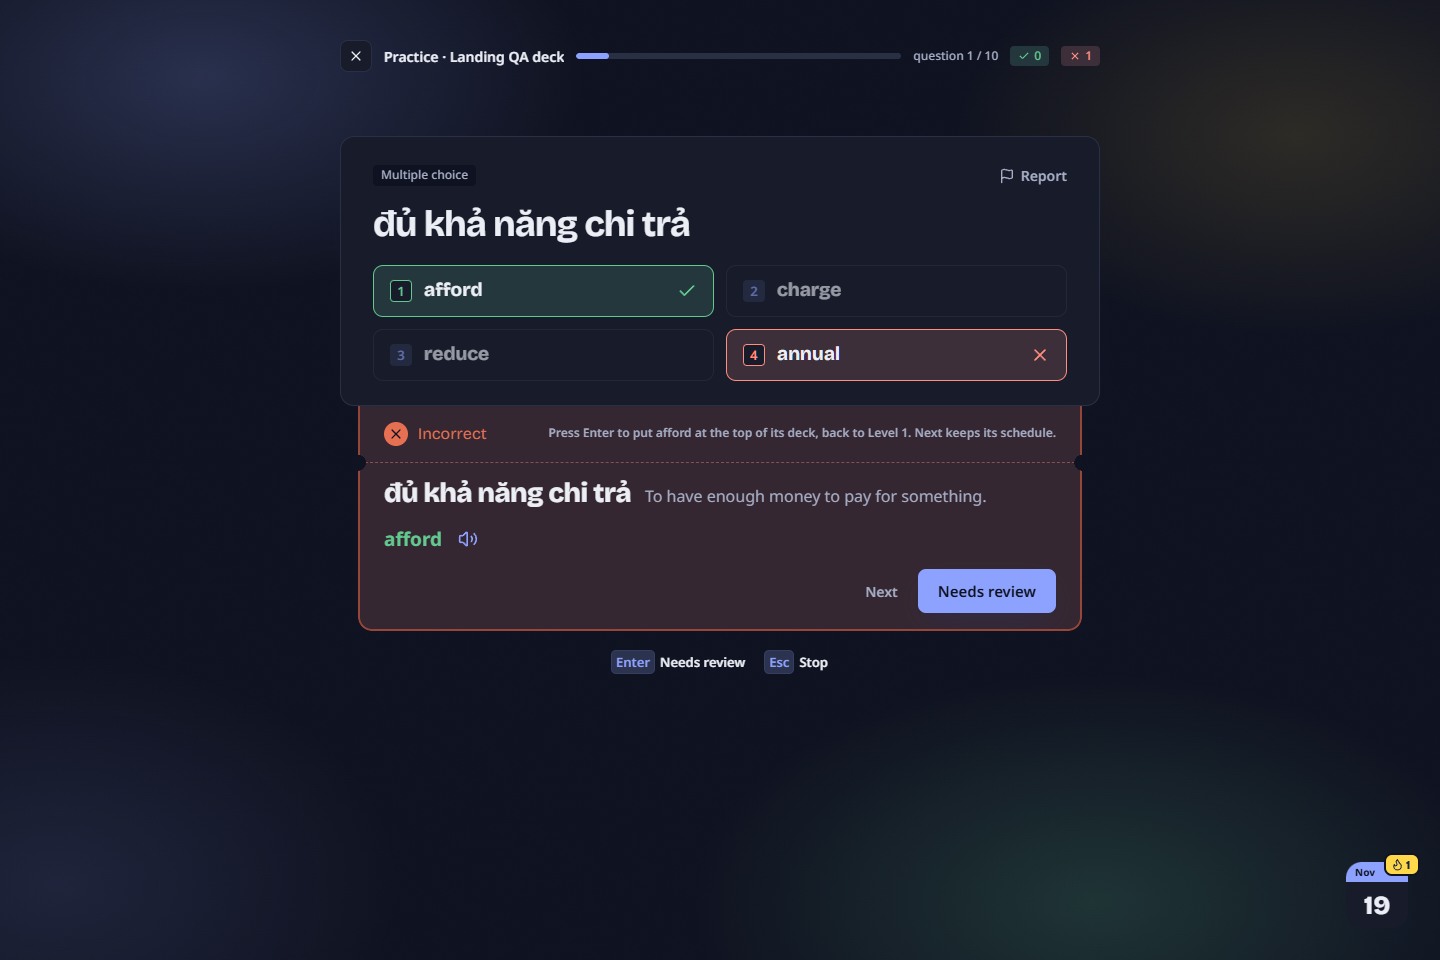 Practice · Landing QA deck
question 1 / 10
0
1
Multiple choice
Report
đủ khả năng chi trả
1 afford
2 charge
3 reduce
4 annual
Incorrect
Press Enter to put afford at the top of its deck, back to Level 1. Next keeps its schedule.
đủ khả năng chi trả To have enough money to pay for something.
afford
Next
Needs review
Enter Needs review
Esc Stop
Nov
1
19